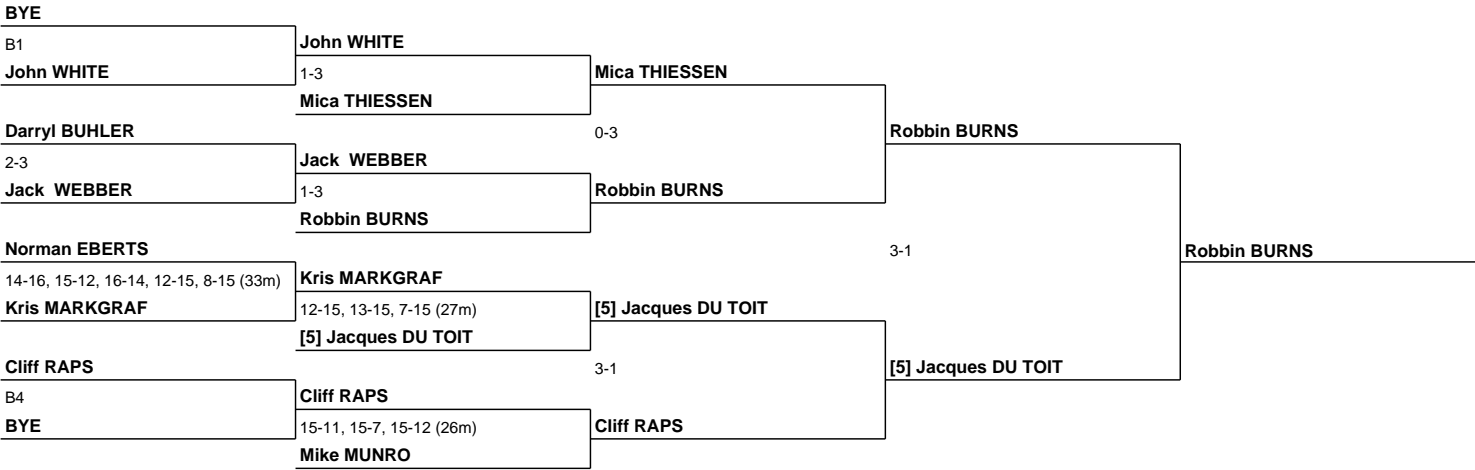 BYE
B1
John WHITE
John WHITE
1-3
Mica THIESSEN
Mica THIESSEN
Darryl BUHLER
0-3
Robbin BURNS
2-3
Jack WEBBER
Jack WEBBER
1-3
Robbin BURNS
Robbin BURNS
Norman EBERTS
3-1
Robbin BURNS
14-16, 15-12, 16-14, 12-15, 8-15 (33m)
Kris MARKGRAF
Kris MARKGRAF
12-15, 13-15, 7-15 (27m)
[5] Jacques DU TOIT
[5] Jacques DU TOIT
Cliff RAPS
3-1
[5] Jacques DU TOIT
B4
Cliff RAPS
BYE
15-11, 15-7, 15-12 (26m)
Cliff RAPS
Mike MUNRO